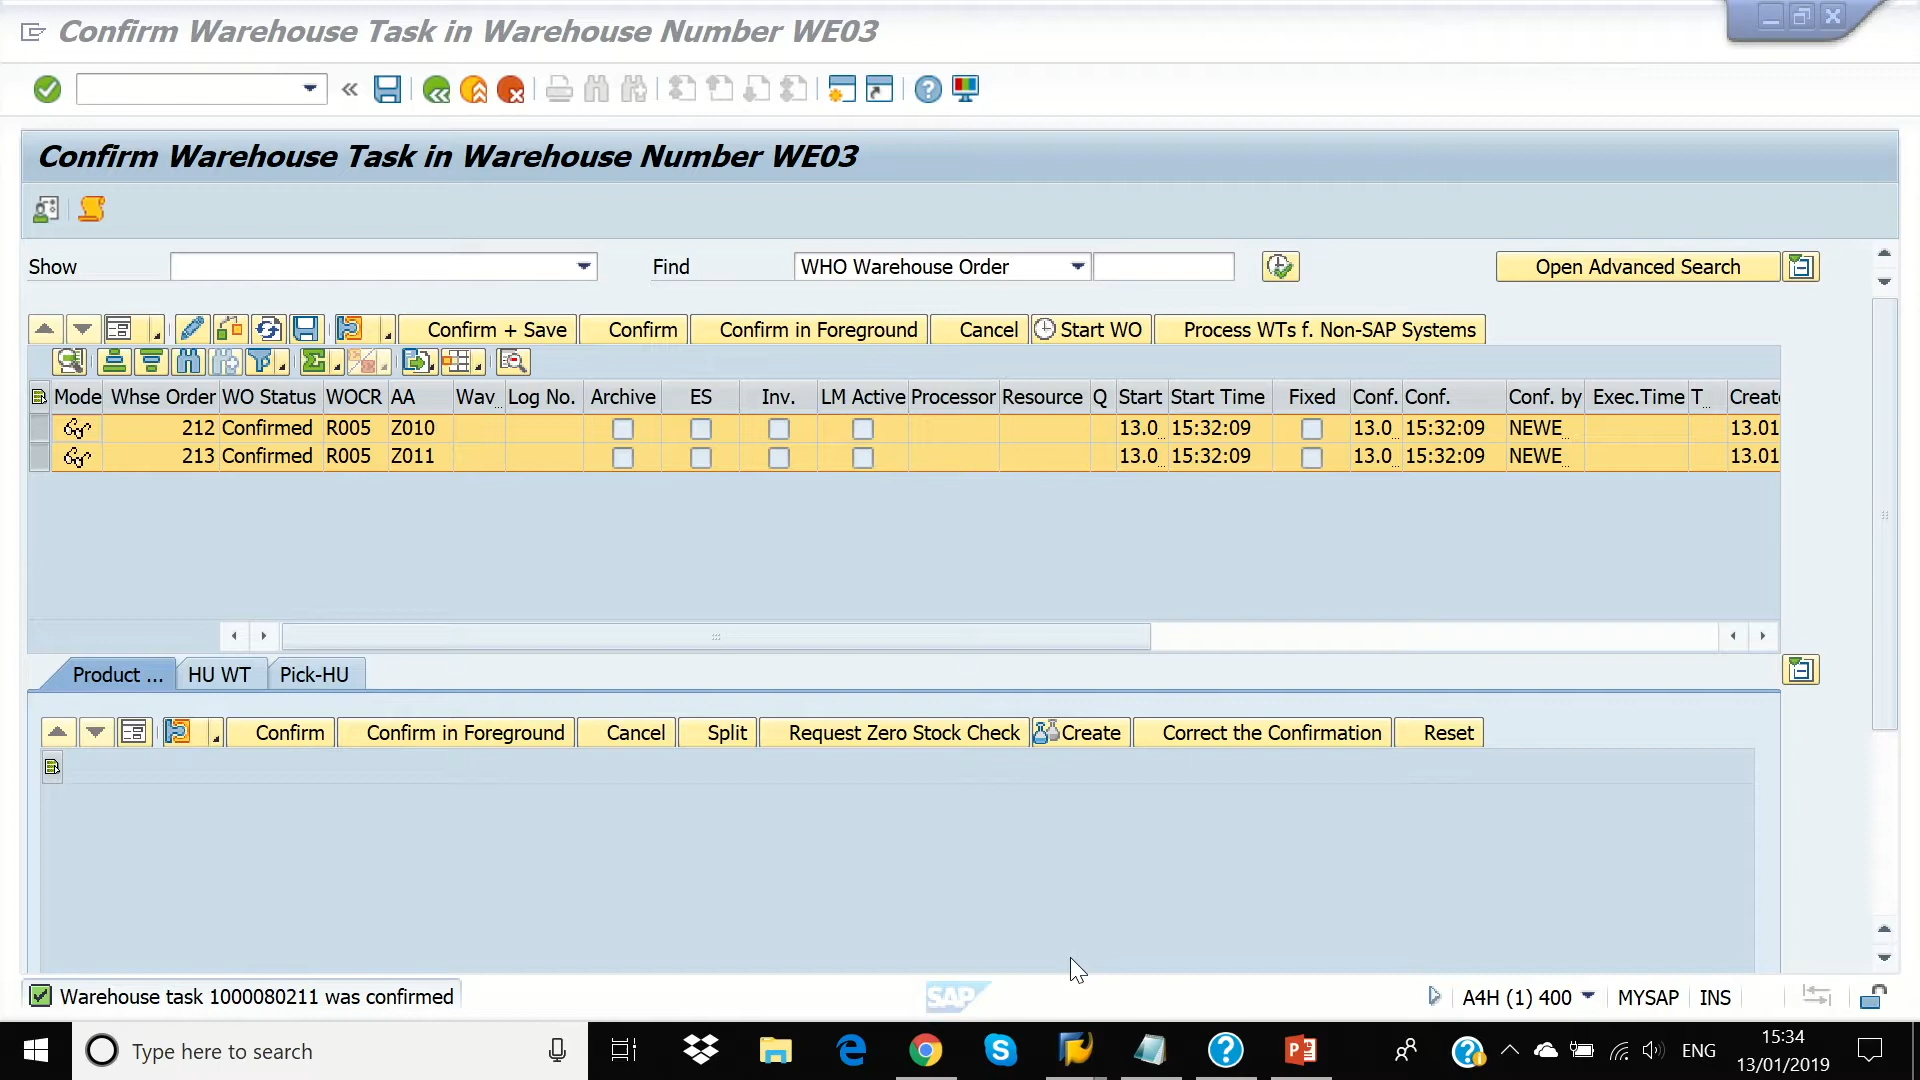 Confirm Warehouse Task in Warehouse Number WE03
Confirm Warehouse Task in Warehouse Number WE03
Show Find WHO Warehouse Order Open Advanced Search
Confirm + Save Confirm Confirm in Foreground Cancel Start WO Process WTs f. Non-SAP Systems
Mode Whse Order WO Status WOCR AA Wav... Log No. Archive ES Inv. LM Active Processor Resource Q Start Start Time Fixed Conf. Conf. Conf. by Exec.Time T... Create
212 Confirmed R005 Z010 13.0... 15:32:09 13.0... 15:32:09 NEWE... 13.01
213 Confirmed R005 Z011 13.0... 15:32:09 13.0... 15:32:09 NEWE... 13.01
Product ... HU WT Pick-HU
Confirm Confirm in Foreground Cancel Split Request Zero Stock Check Create Correct the Confirmation Reset
Warehouse task 1000080211 was confirmed SAP A4H (1) 400 MYSAP INS
Type here to search ENG 15:34
13/01/2019